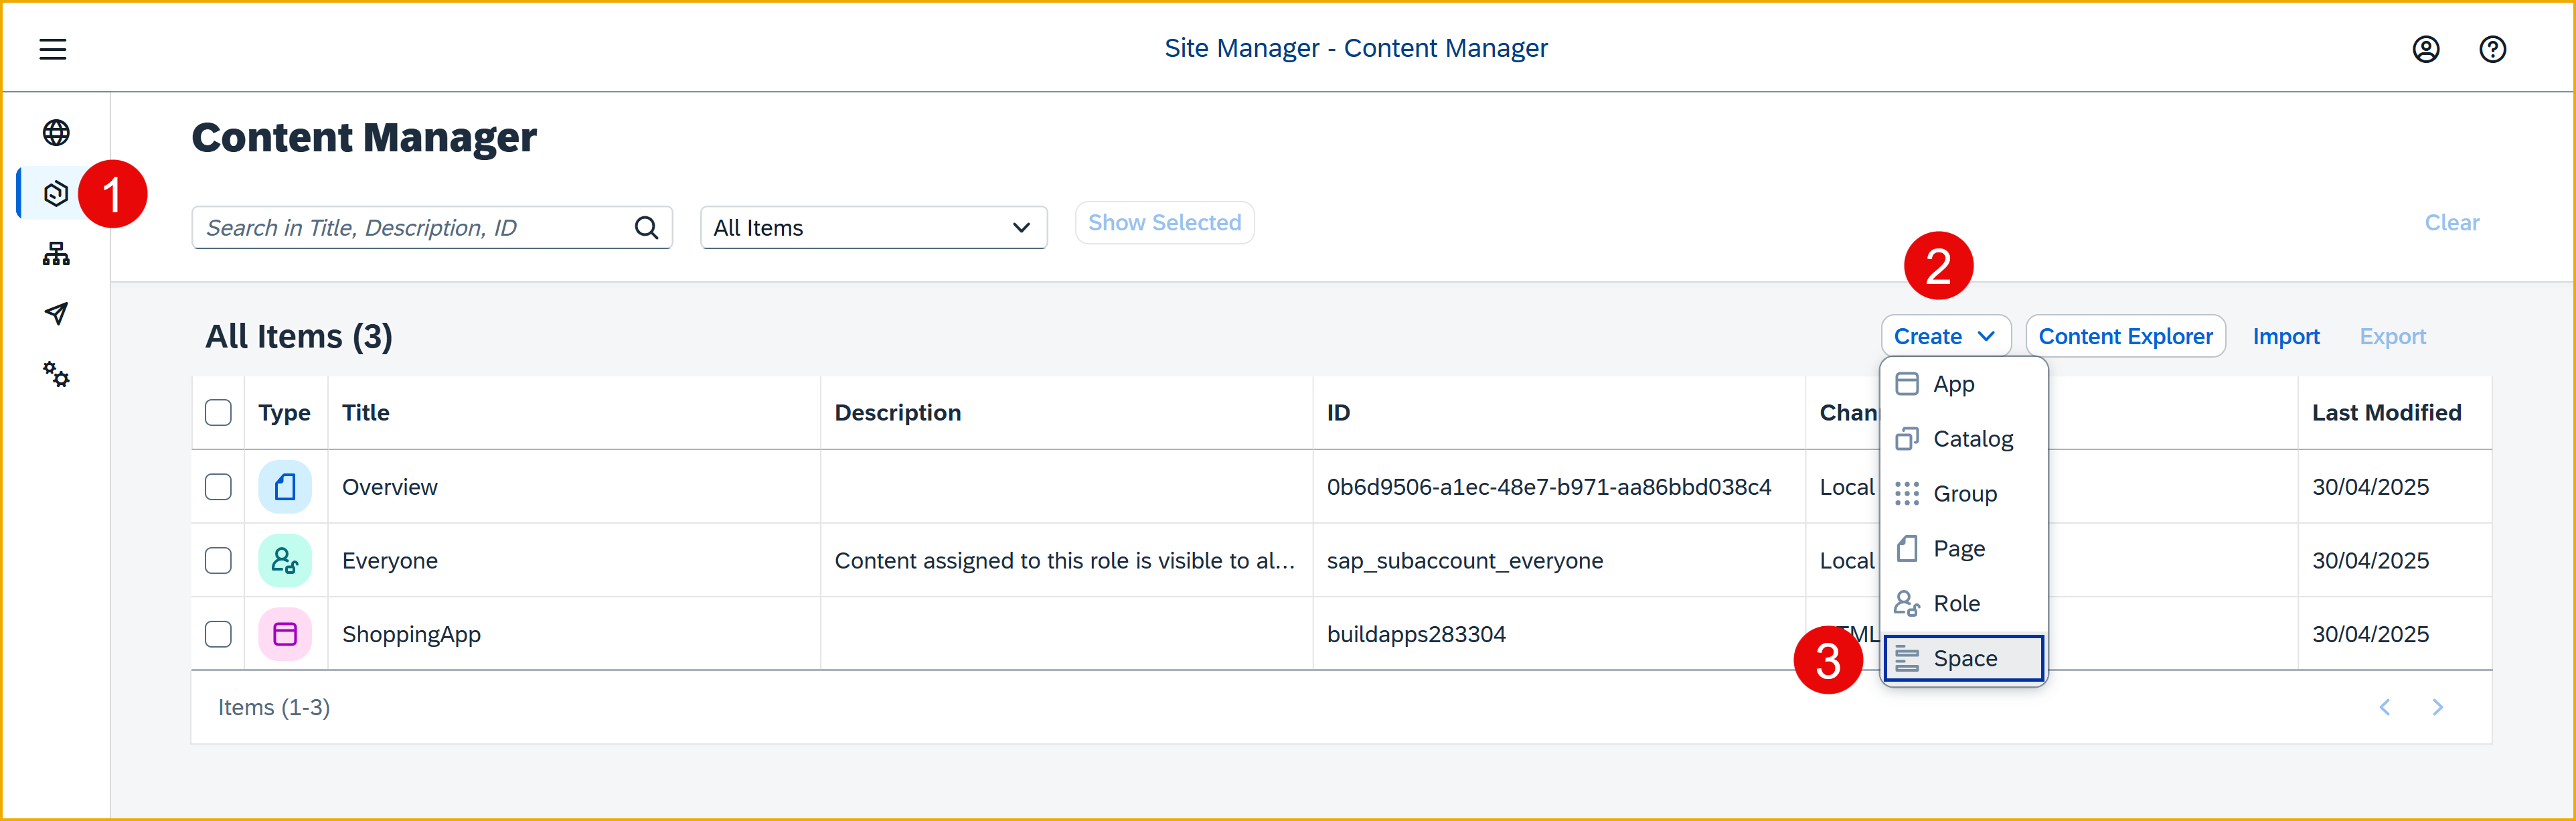 Site Manager - Content Manager
Content Manager
1
Search in Title, Description, ID
All Items
Show Selected
Clear
2
All Items (3)
Create
Content Explorer
Import
Export
App
Catalog
Group
Page
Role
3
Space
Type Title Description ID Last Modified
Overview 0b6d9506-a1ec-48e7-b971-aa86bbd038c4 Local 30/04/2025
Everyone Content assigned to this role is visible to al... sap_subaccount_everyone Local 30/04/2025
ShoppingApp buildapps283304 30/04/2025
Items (1-3)